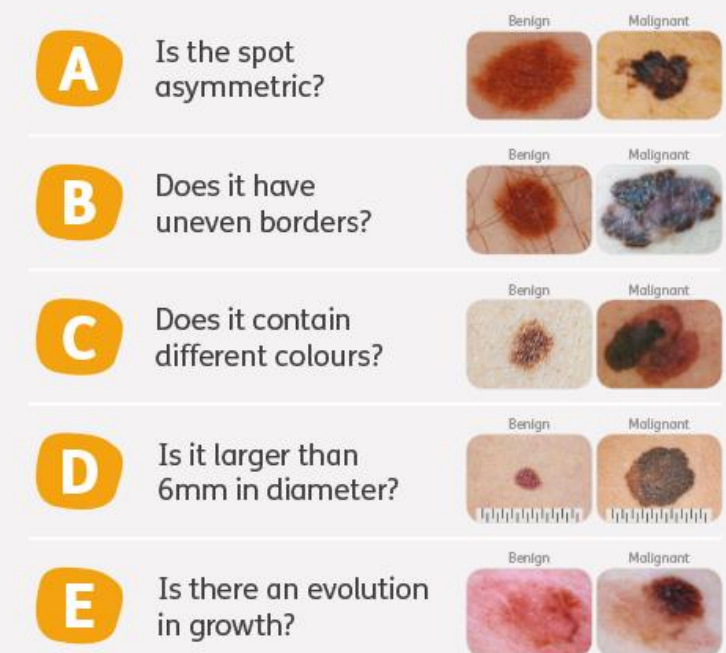 Benign Malignant
A Is the spot
asymmetric?
Benign Malignant
B Does it have
uneven borders?
Benign Malignant
C Does it contain
different colours?
Benign Malignant
D Is it larger than
6mm in diameter?
Benign Malignant
E Is there an evolution
in growth?